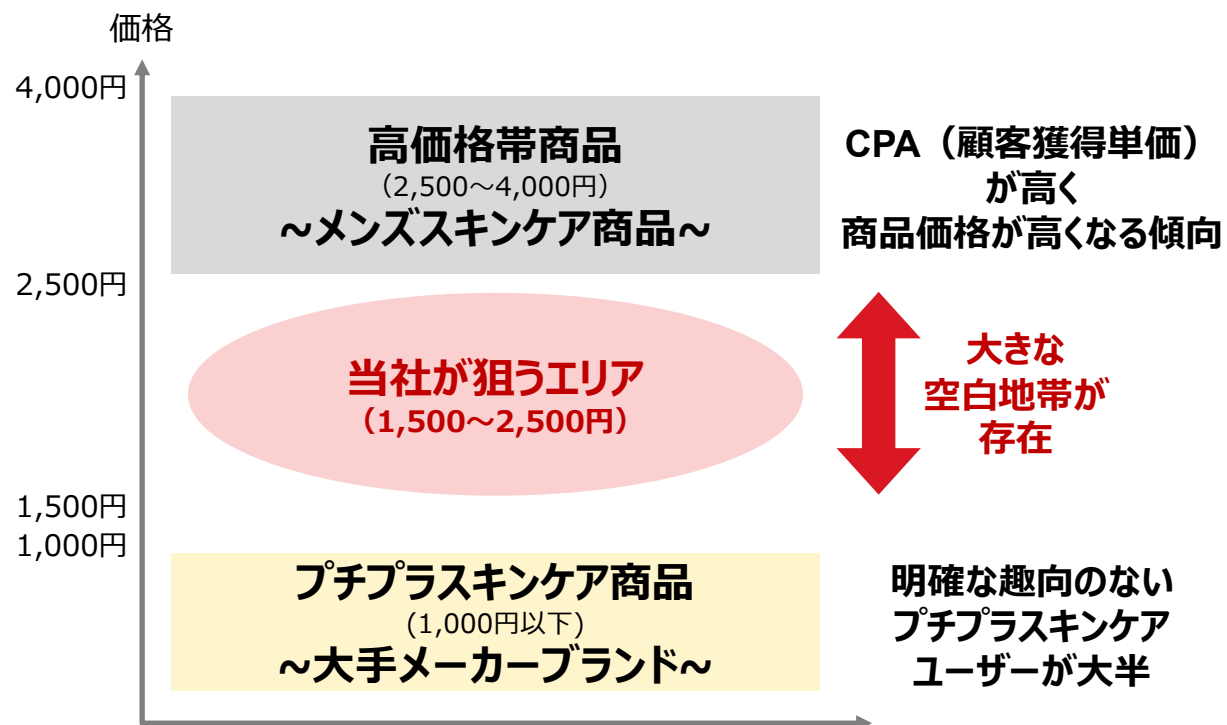 価格
4,000円
高価格帯商品
（2,500～4,000円）
~メンズスキンケア商品~
CPA（顧客獲得単価）
が高く
商品価格が高くなる傾向
2,500円
当社が狙うエリア
（1,500～2,500円）
大きな
空白地帯が
存在
1,500円
1,000円
プチプラスキンケア商品
(1,000円以下)
~大手メーカーブランド~
明確な趣向のない
プチプラスキンケア
ユーザーが大半